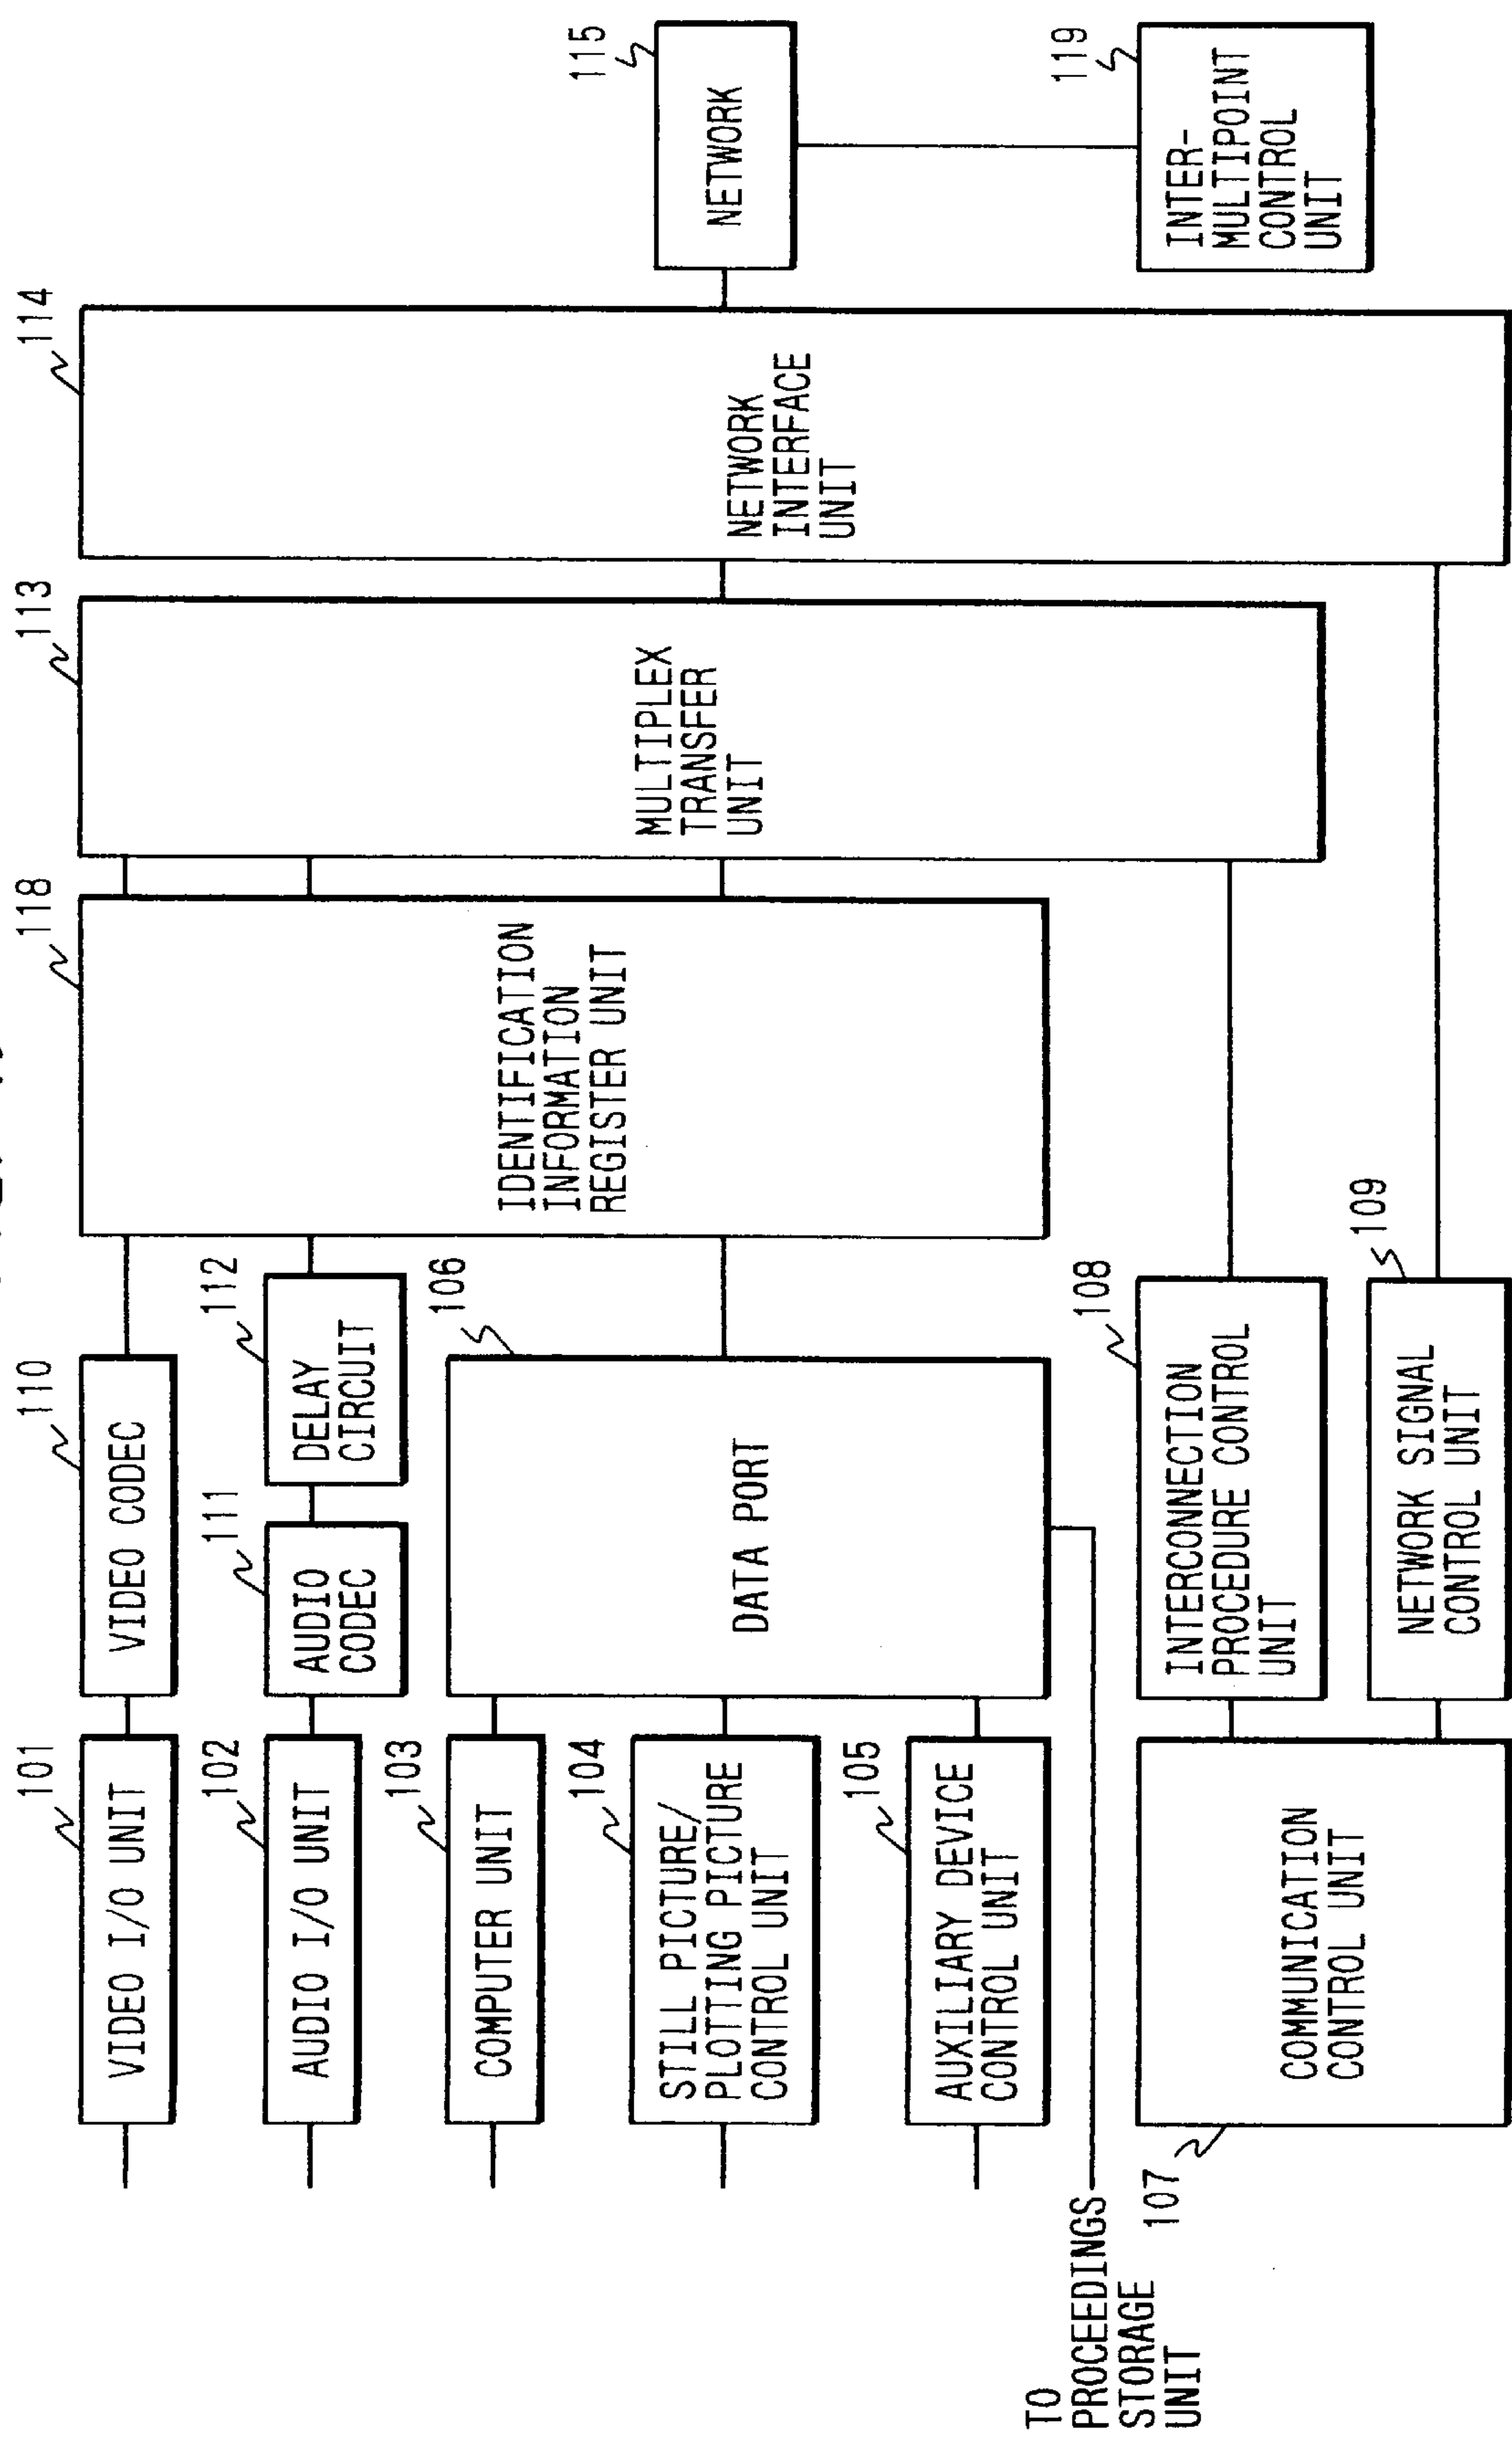 101
VIDEO I/O UNIT
110
VIDEO CODEC
102
AUDIO I/O UNIT
111
AUDIO
CODEC
112
DELAY
CIRCUIT
103
COMPUTER UNIT
104
STILL PICTURE/
PLOTTING PICTURE
CONTROL UNIT
105
AUXILIARY DEVICE
CONTROL UNIT
106
DATA PORT
TO
PROCEEDINGS
STORAGE
UNIT
107
COMMUNICATION
CONTROL UNIT
108
INTERCONNECTION
PROCEDURE CONTROL
UNIT
109
NETWORK SIGNAL
CONTROL UNIT
118
IDENTIFICATION
INFORMATION
REGISTER UNIT
113
MULTIPLEX
TRANSFER
UNIT
114
NETWORK
INTERFACE
UNIT
115
NETWORK
119
INTER-
MULTIPOINT
CONTROL
UNIT